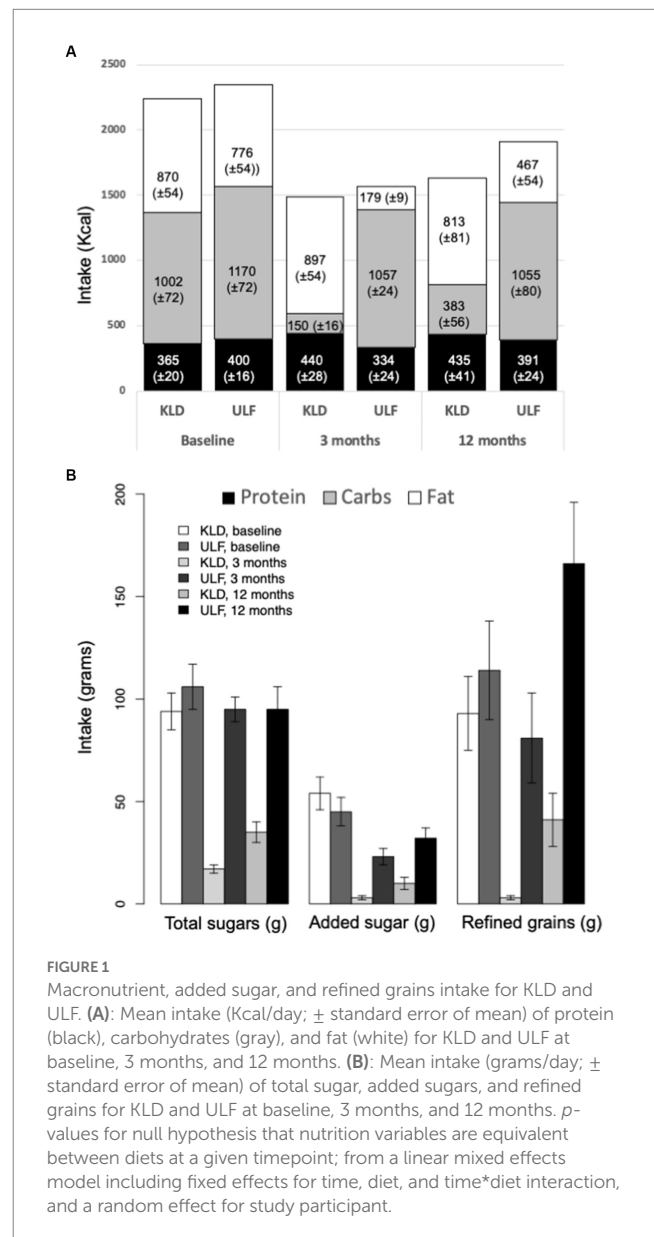 A
Intake (Kcal)
2500
2000
1500
1000
500
0
870
(±54)
1002
(±72)
365
(±20)
776
(±54))
1170
(±72)
400
(±16)
897
(±54)
150 (±16)
440
(±28)
179 (±9)
1057
(±24)
334
(±24)
813
(±81)
383
(±56)
435
(±41)
467
(±54)
1055
(±80)
391
(±24)
KLD ULF KLD ULF KLD ULF
Baseline 3 months 12 months
B
Protein Carbs Fat
KLD, baseline
ULF, baseline
KLD, 3 months
ULF, 3 months
KLD, 12 months
ULF, 12 months
Intake (grams)
200
150
100
50
0
Total sugars (g) Added sugar (g) Refined grains (g)
FIGURE 1
Macronutrient, added sugar, and refined grains intake for KLD and
ULF. (A): Mean intake (Kcal/day; ± standard error of mean) of protein
(black), carbohydrates (gray), and fat (white) for KLD and ULF at
baseline, 3 months, and 12 months. (B): Mean intake (grams/day; ±
standard error of mean) of total sugar, added sugars, and refined
grains for KLD and ULF at baseline, 3 months, and 12 months. p-
values for null hypothesis that nutrition variables are equivalent
between diets at a given timepoint; from a linear mixed effects
model including fixed effects for time, diet, and time*diet interaction,
and a random effect for study participant.